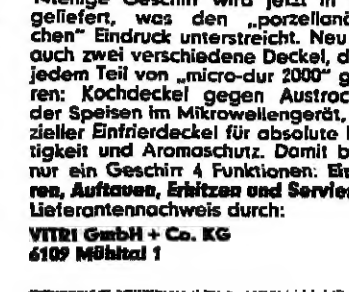 Geschirr wird jetzt in
geliefert, was den „porzellanä
chen" Eindruck unterstreicht. Neu
auch zwei verschiedene Deckel, d
jedem Teil von „micro-dur 2000" g
ren: Kochdeckel gegen Austroc
der Speisen im Mikrowellengerät,
zieller Einfrierdeckel für absolute
tigkeit und Aromaschutz. Damit b
nur ein Geschirr 4 Funktionen: Ei
ren, Auftauen, Erhitzen und Servie
Lieferantennachweis durch:
VITRI GmbH + Co. KG
6109 Mühltal 1